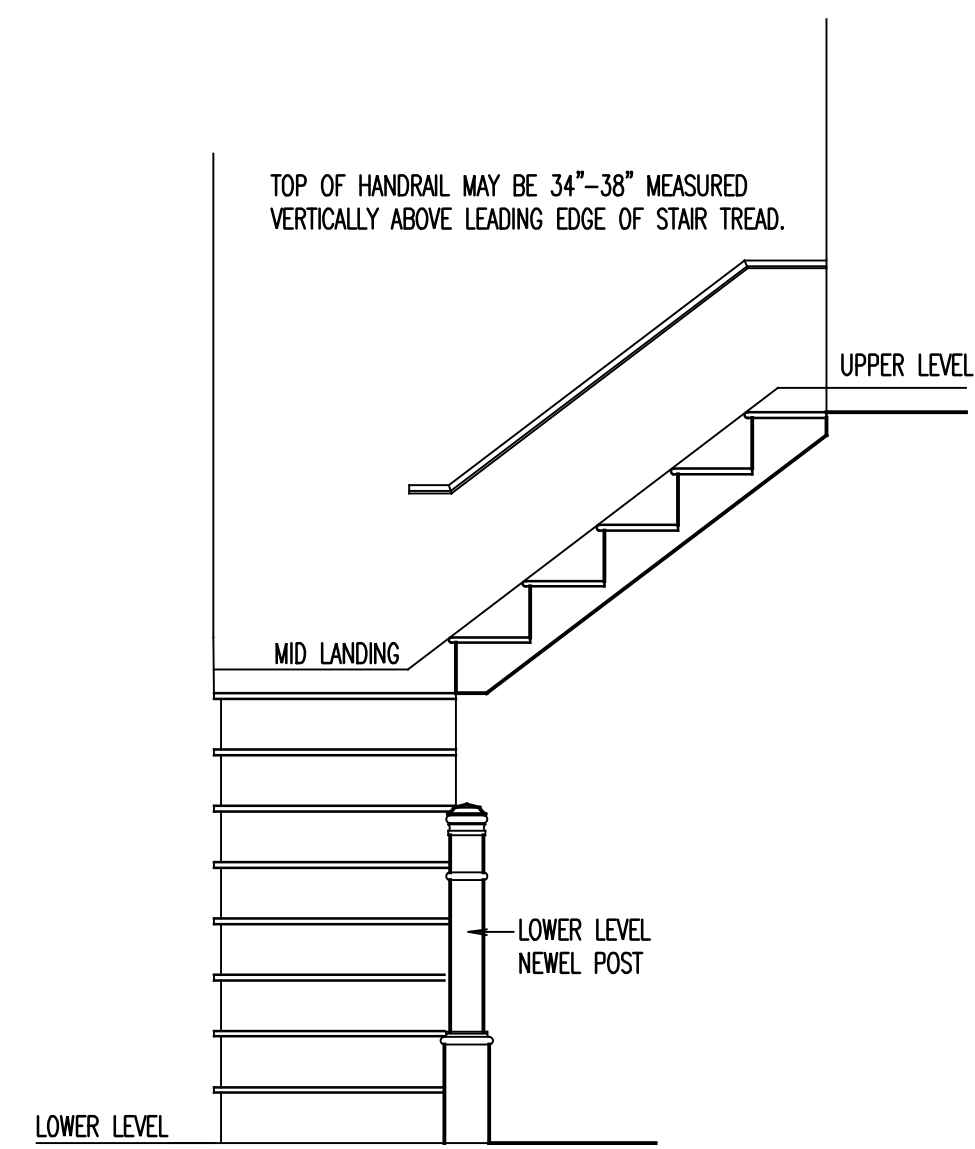 TOP OF HANDRAIL MAY BE 34"-38" MEASURED
VERTICALLY ABOVE LEADING EDGE OF STAIR TREAD.
UPPER LEVEL
MID LANDING
LOWER LEVEL
NEWEL POST
LOWER LEVEL